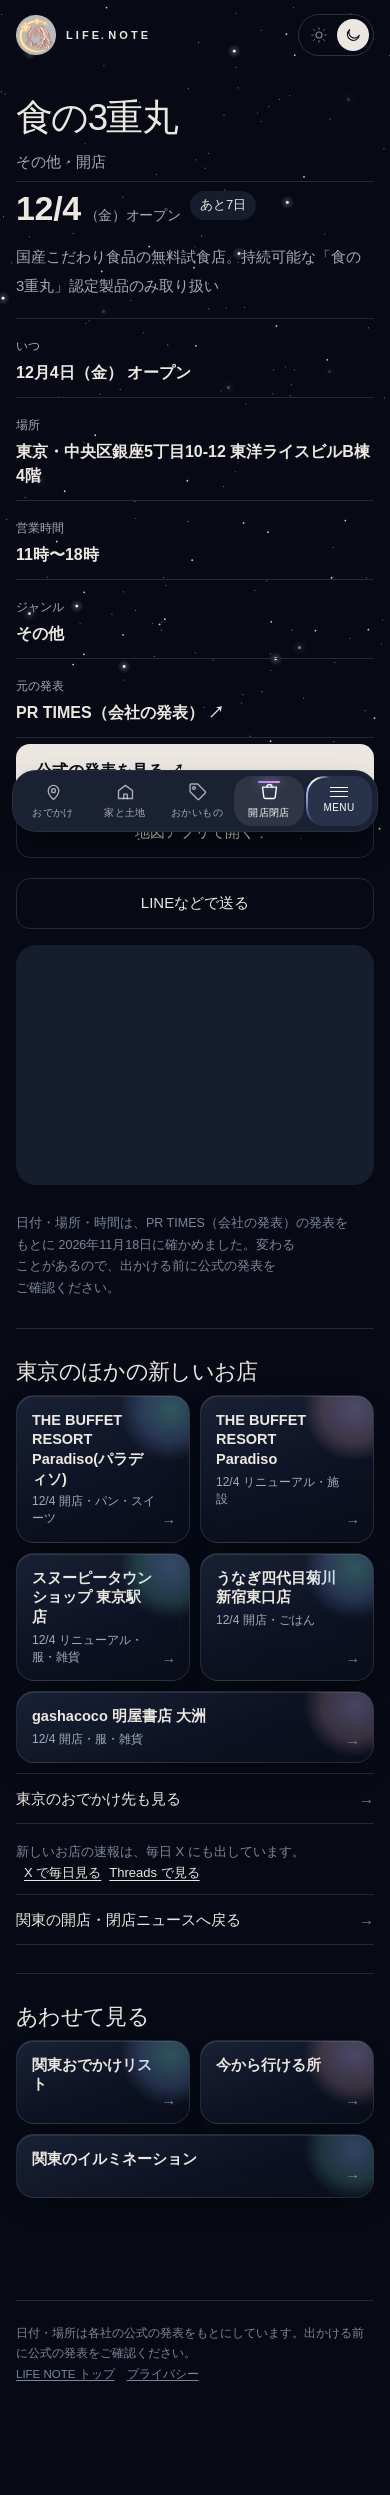 LIFE.NOTE
食の3重丸
その他・開店
12/4（金）オープン あと7日
国産こだわり食品の無料試食店。持続可能な「食の
3重丸」認定製品のみ取り扱い
いつ
12月4日（金） オープン
場所
東京・中央区銀座5丁目10-12 東洋ライスビルB棟
4階
営業時間
11時〜18時
ジャンル
その他
元の発表
PR TIMES（会社の発表）↗
公式の発表を見る ↗
おでかけ
家と土地
おかいもの
開店閉店
MENU
地図アプリで開く
LINEなどで送る
日付・場所・時間は、PR TIMES（会社の発表）の発表を
もとに 2026年11月18日に確かめました。変わる
ことがあるので、出かける前に公式の発表を
ご確認ください。
東京のほかの新しいお店
THE BUFFET
RESORT
Paradiso(パラデ
ィソ)
12/4 開店・パン・スイ
ーツ →
THE BUFFET
RESORT
Paradiso
12/4 リニューアル・施
設 →
スヌーピータウン
ショップ 東京駅
店
12/4 リニューアル・
服・雑貨 →
うなぎ四代目菊川
新宿東口店
12/4 開店・ごはん
→
gashacoco 明屋書店 大洲
12/4 開店・服・雑貨 →
東京のおでかけ先も見る →
新しいお店の速報は、毎日 X にも出しています。
X で毎日見る Threads で見る
関東の開店・閉店ニュースへ戻る →
あわせて見る
関東おでかけリス
ト →
今から行ける所
→
関東のイルミネーション
→
日付・場所は各社の公式の発表をもとにしています。出かける前
に公式の発表をご確認ください。
LIFE NOTE トップ プライバシー